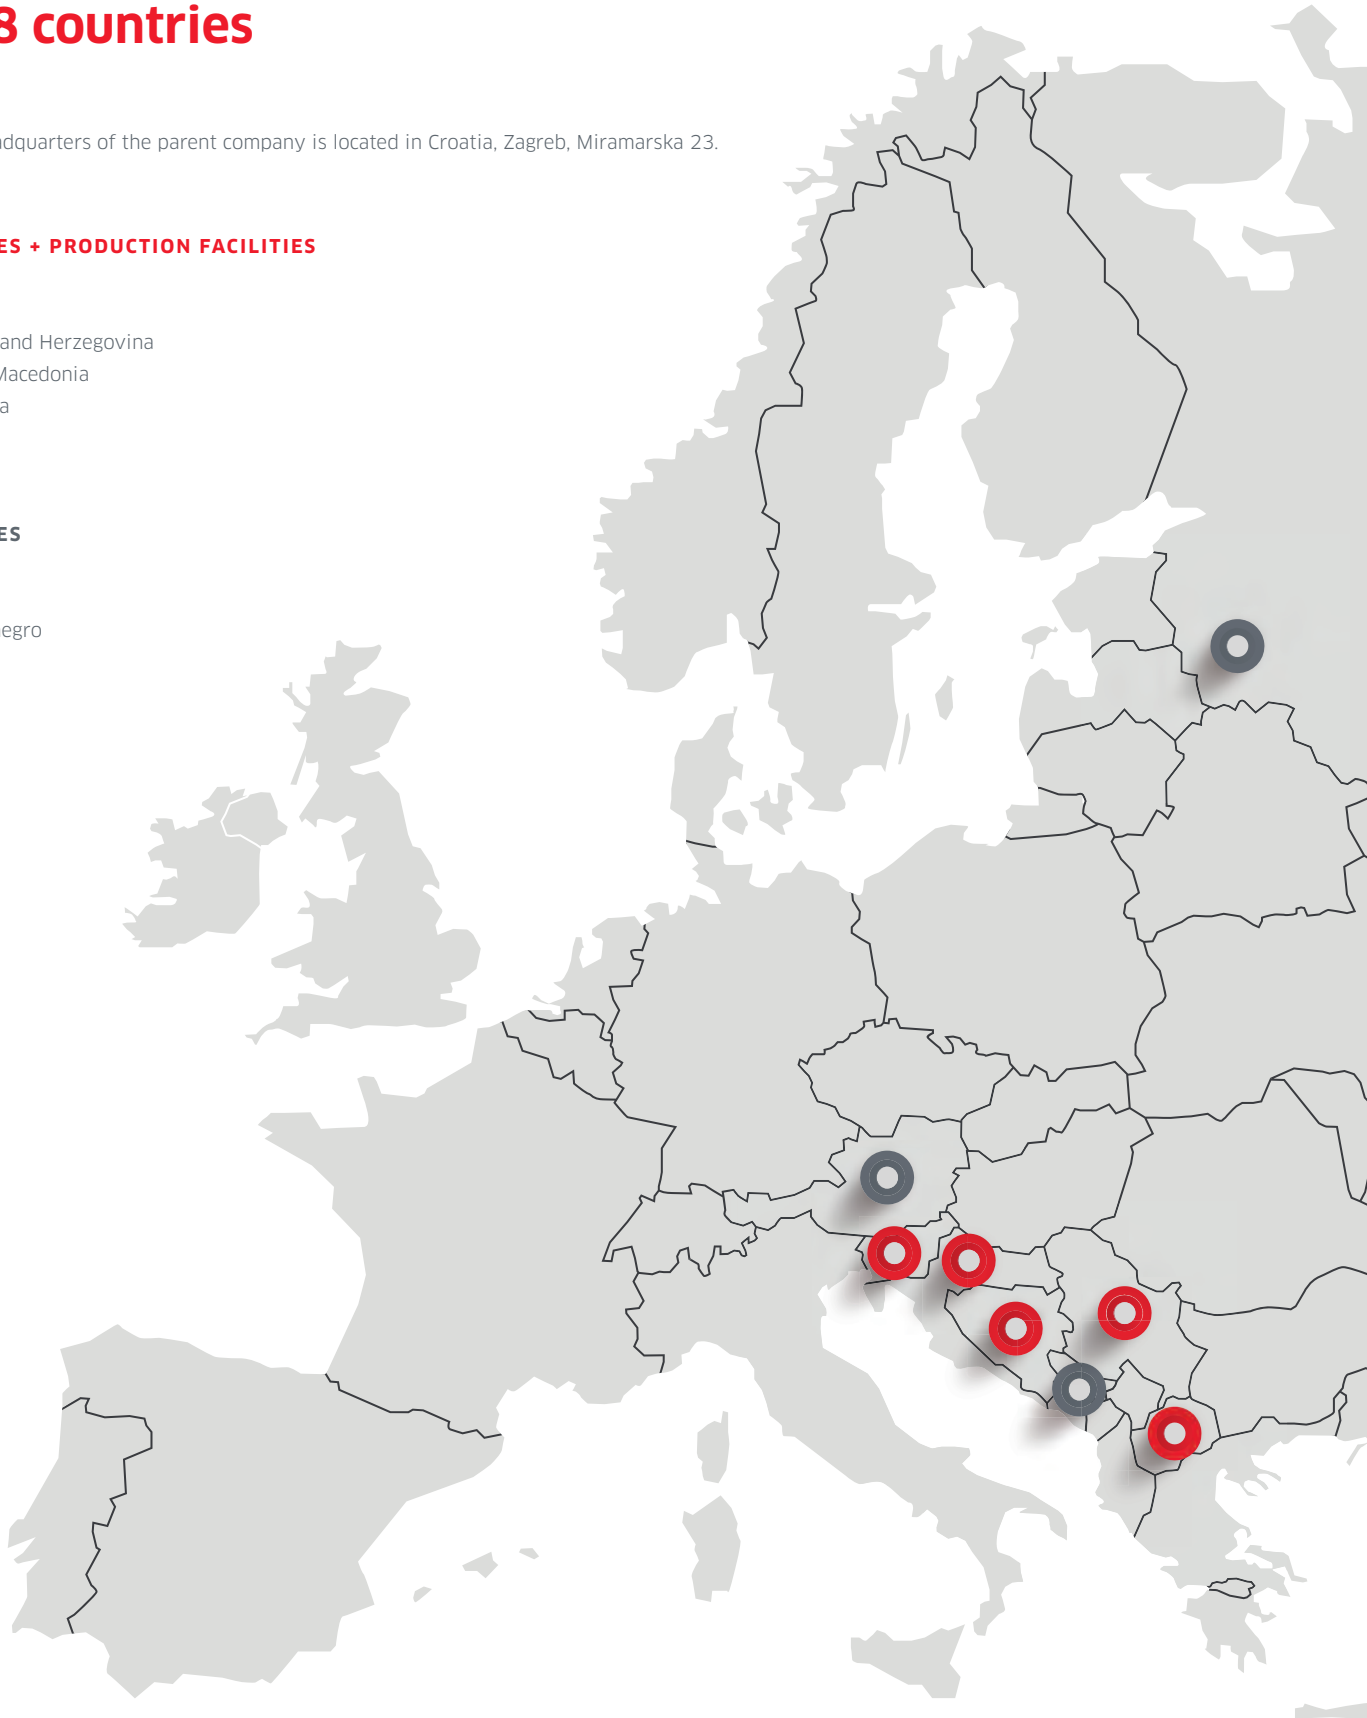 8 countries
dquarters of the parent company is located in Croatia, Zagreb, Miramarska 23.
ES + PRODUCTION FACILITIES
and Herzegovina
Macedonia
a
ES
egro